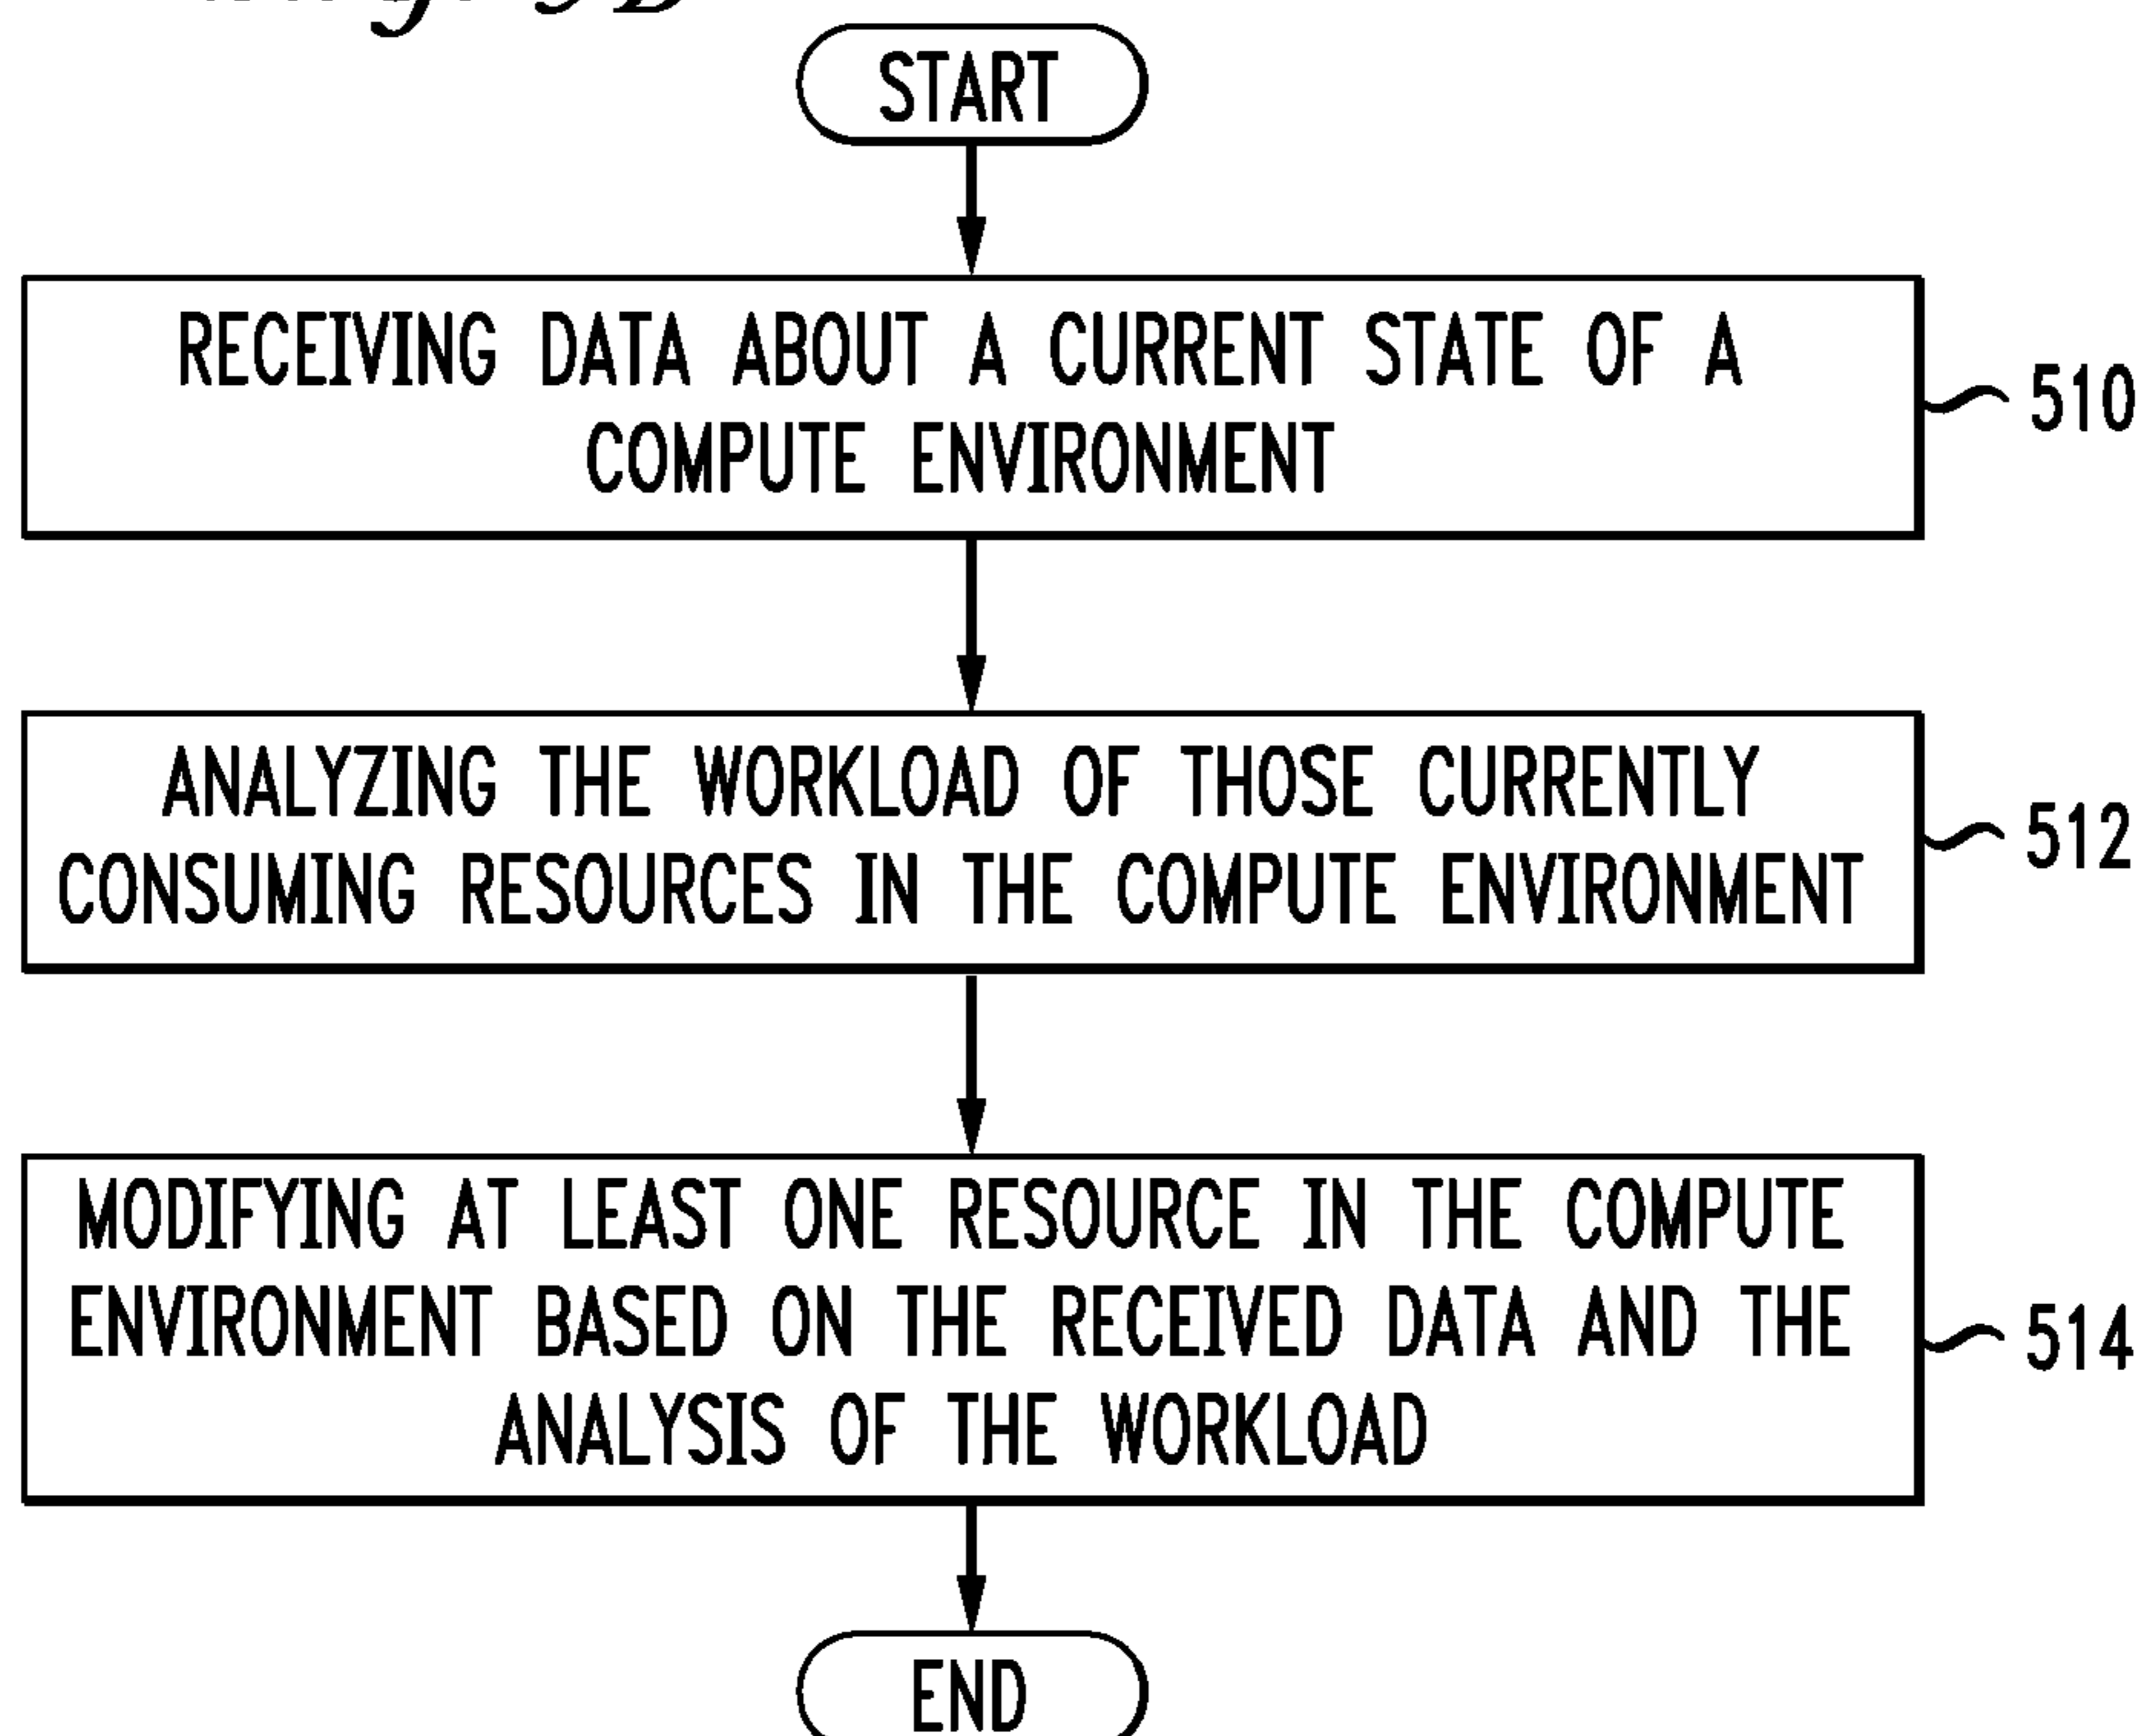 START
RECEIVING DATA ABOUT A CURRENT STATE OF A
COMPUTE ENVIRONMENT
510
ANALYZING THE WORKLOAD OF THOSE CURRENTLY
CONSUMING RESOURCES IN THE COMPUTE ENVIRONMENT
512
MODIFYING AT LEAST ONE RESOURCE IN THE COMPUTE
ENVIRONMENT BASED ON THE RECEIVED DATA AND THE
ANALYSIS OF THE WORKLOAD
514
END